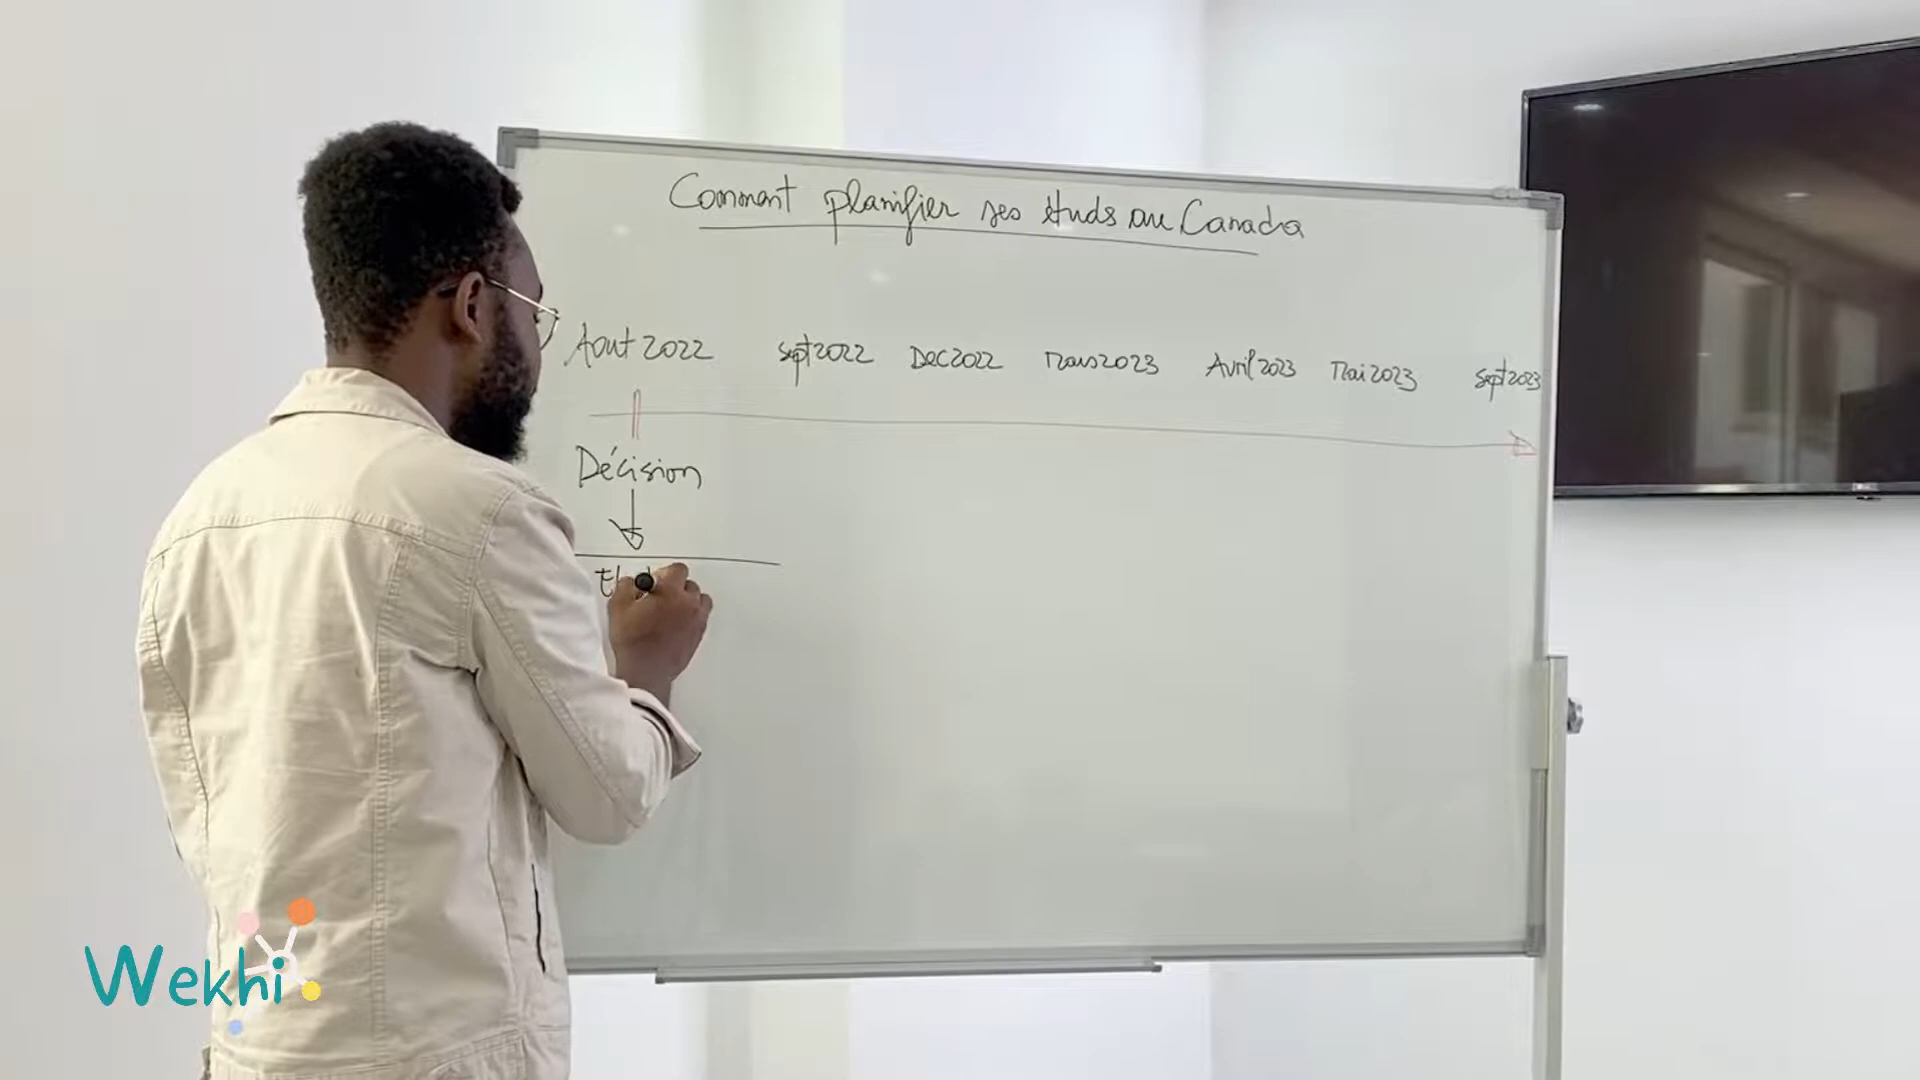 Comment planifier ses études au Canada
Aout 2022 sept 2022 Dec 2022 Mars 2023 Avril 2023 Mai 2023 Sept 2023
Décision
Wekhi